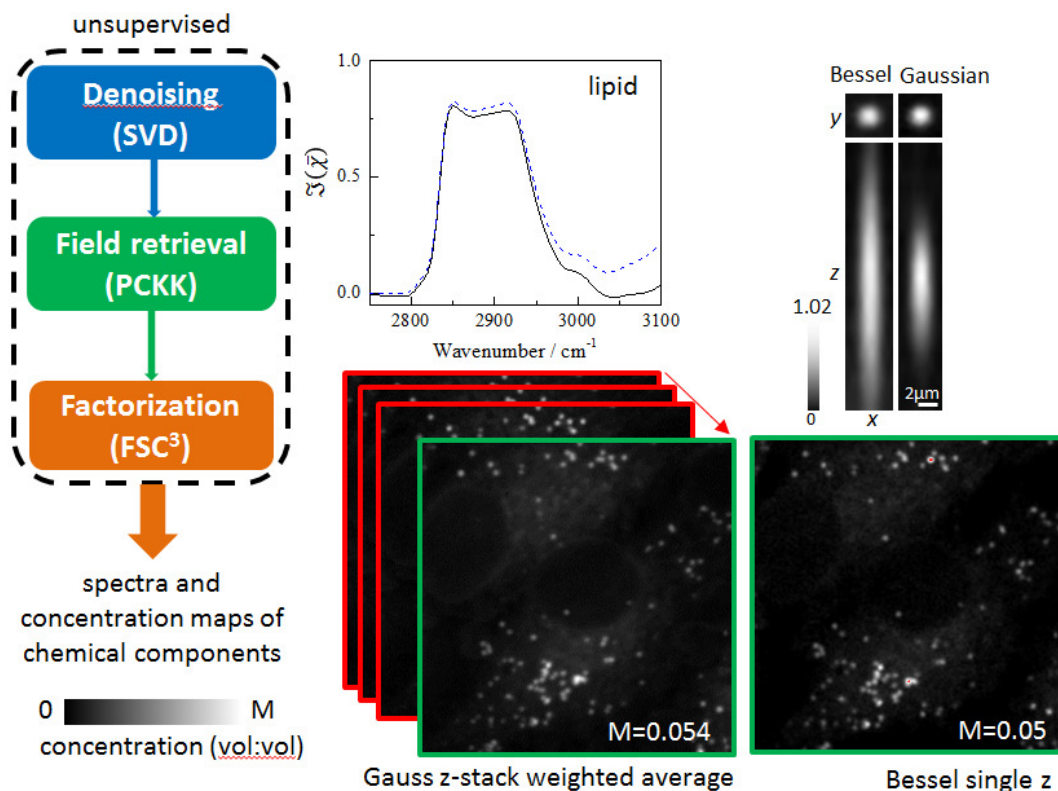 unsupervised
Denoising
(SVD)
Field retrieval
(PCKK)
Factorization
(FSC³)
spectra and
concentration maps of
chemical components
0 M
concentration (vol:vol)
lipid
1.0
0.5
0.0
ℑ(χ̄)
2800 2900 3000 3100
Wavenumber / cm⁻¹
Bessel Gaussian
y
z
1.02
0
x
2μm
M=0.054
Gauss z-stack weighted average
M=0.05
Bessel single z